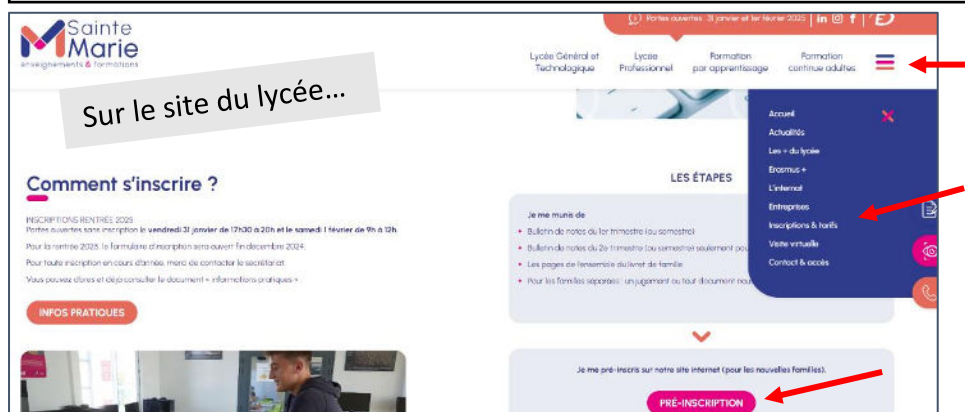 Sainte
Marie
enseignements & formations
Portes ouvertes 31 janvier et 1er février 2025
in f
Lycée Général et
Technologique
Lycée
Professionnel
Formation
par apprentissage
Formation
continue adultes
Sur le site du lycée...
Accueil
Actualités
Les + du lycée
Erasmus +
L'internat
Entreprises
Inscriptions & tarifs
Visite virtuelle
Contact & accès
Comment s'inscrire ?
INSCRIPTIONS RENTRÉE 2025
Portes ouvertes sans inscription le vendredi 31 janvier de 17h30 à 20h et le samedi 1 février de 9h à 12h
Pour la rentrée 2025, le formulaire d'inscription sera ouvert fin décembre 2024.
Pour toute inscription en cours d'année, merci de contacter le secrétariat
Vous pouvez d'ores et déjà consulter le document « informations pratiques » .
INFOS PRATIQUES
LES ÉTAPES
Je me munis de
• Bulletin de notes du 1er trimestre (ou semestre)
• Bulletin de notes du 2e trimestre (ou semestre) seulement
• Les pages de l'ensemble du livret de famille
• Pour les familles séparées : un jugement ou tout document
Je me pré-inscris sur notre site internet (pour les nouvelles familles).
PRÉ-INSCRIPTION